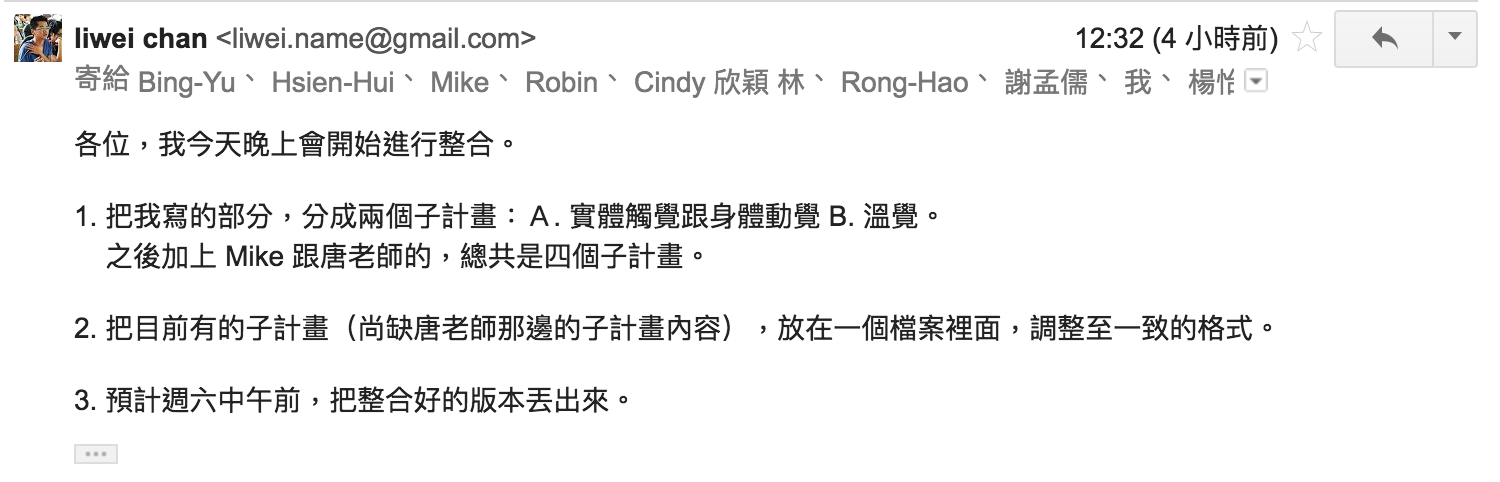 liwei chan <liwei.name@gmail.com> 12:32 (4 小時前)
寄給 Bing-Yu、 Hsien-Hui、 Mike、 Robin、 Cindy 欣穎 林、 Rong-Hao、 謝孟儒、 我、 楊
各位，我今天晚上會開始進行整合。
1. 把我寫的部分，分成兩個子計畫： A. 實體觸覺跟身體動覺 B. 溫覺。
之後加上 Mike 跟唐老師的，總共是四個子計畫。
2. 把目前有的子計畫（尚缺唐老師那邊的子計畫內容），放在一個檔案裡面，調整至一致的格式。
3. 預計週六中午前，把整合好的版本丟出來。